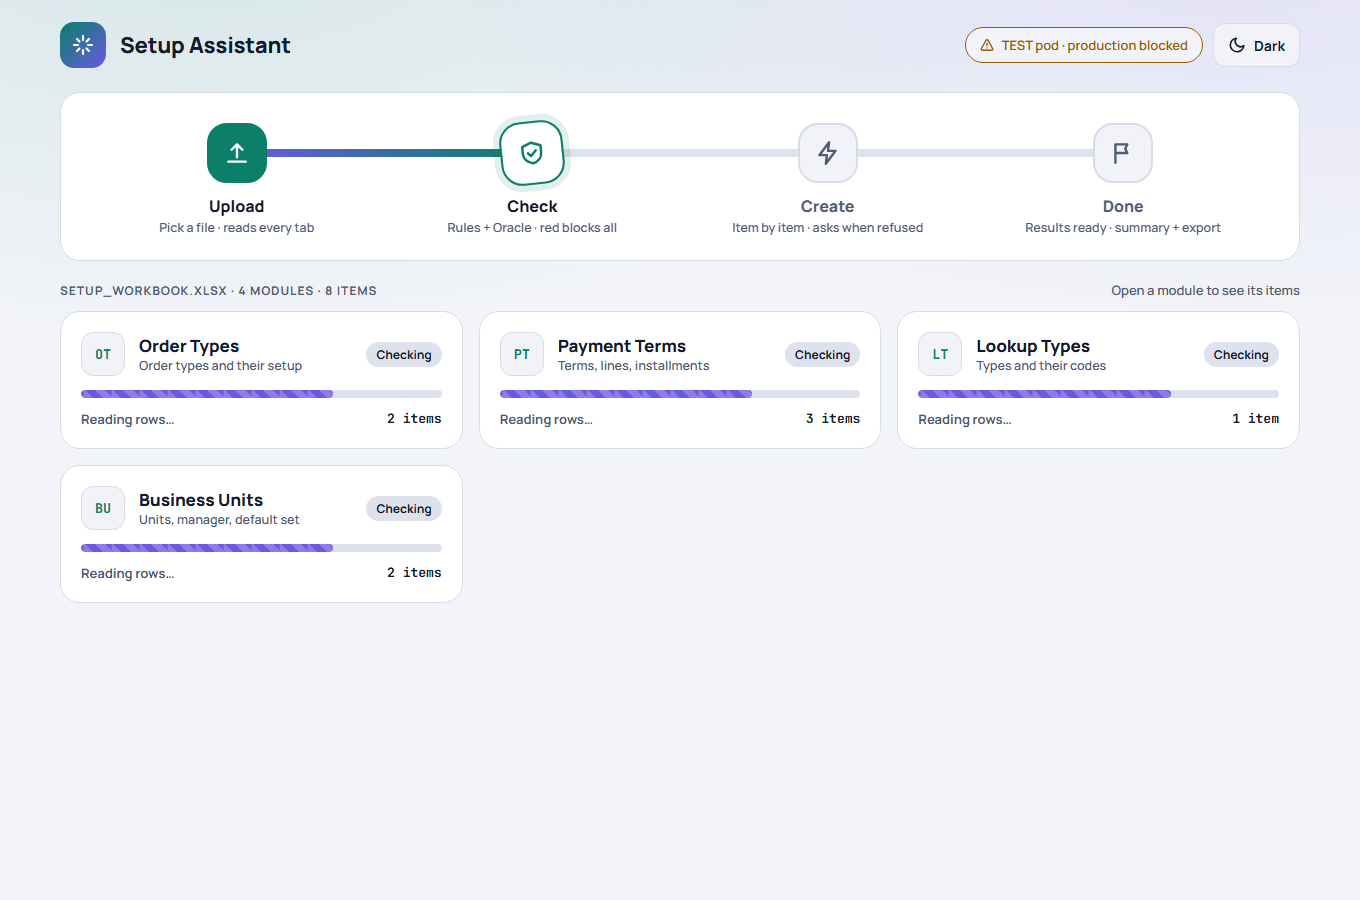 Setup Assistant
TEST pod · production blocked
Dark
Upload
Pick a file · reads every tab
Check
Rules + Oracle · red blocks all
Create
Item by item · asks when refused
Done
Results ready · summary + export
SETUP_WORKBOOK.XLSX · 4 MODULES · 8 ITEMS
Open a module to see its items
OT
Order Types
Order types and their setup
Checking
Reading rows...
2 items
PT
Payment Terms
Terms, lines, installments
Checking
Reading rows...
3 items
LT
Lookup Types
Types and their codes
Checking
Reading rows...
1 item
BU
Business Units
Units, manager, default set
Checking
Reading rows...
2 items